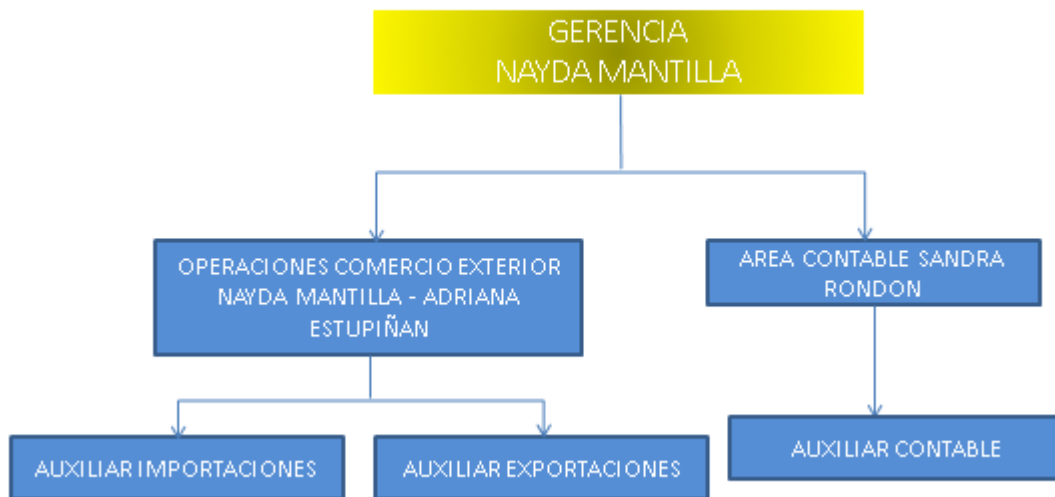 GERENCIA
NAYDA MANTILLA
OPERACIONES COMERCIO EXTERIOR
NAYDA MANTILLA - ADRIANA
ESTUPIÑAN
AREA CONTABLE SANDRA
RONDON
AUXILIAR IMPORTACIONES
AUXILIAR EXPORTACIONES
AUXILIAR CONTABLE